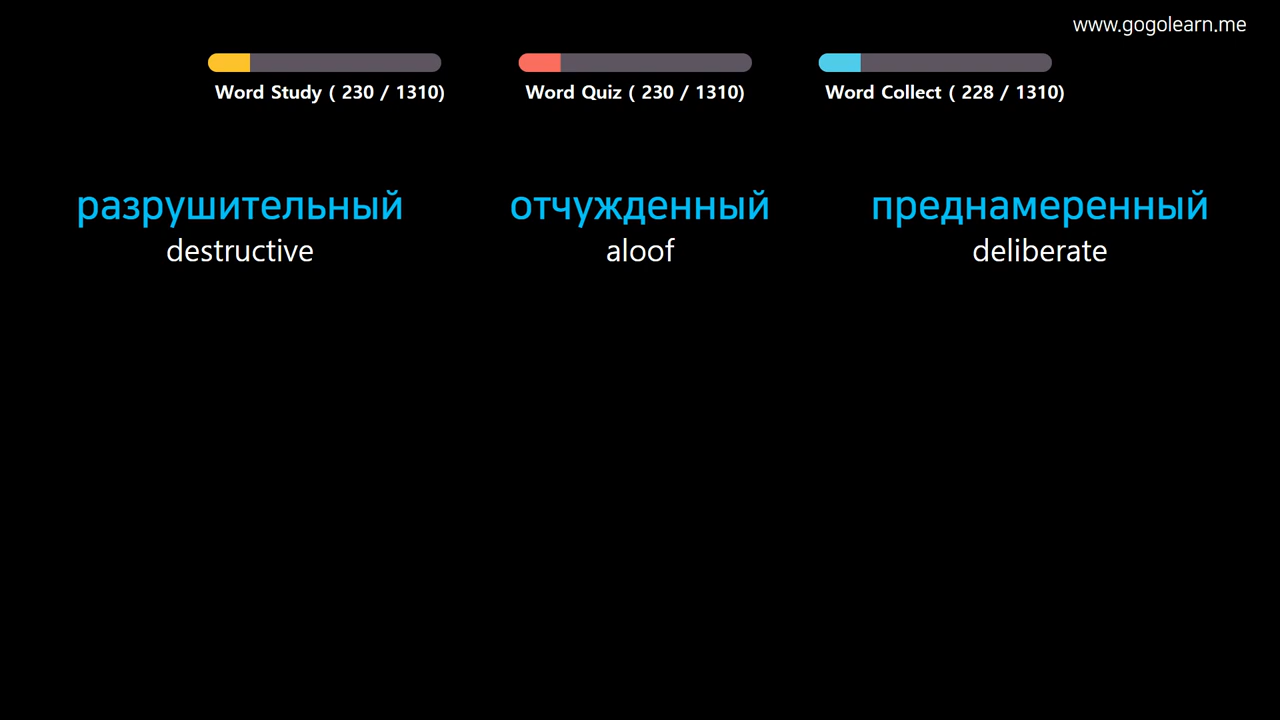 www.gogolearn.me
Word Study ( 230 / 1310)
Word Quiz ( 230 / 1310)
Word Collect ( 228 / 1310)
разрушительный
destructive
отчужденный
aloof
преднамеренный
deliberate